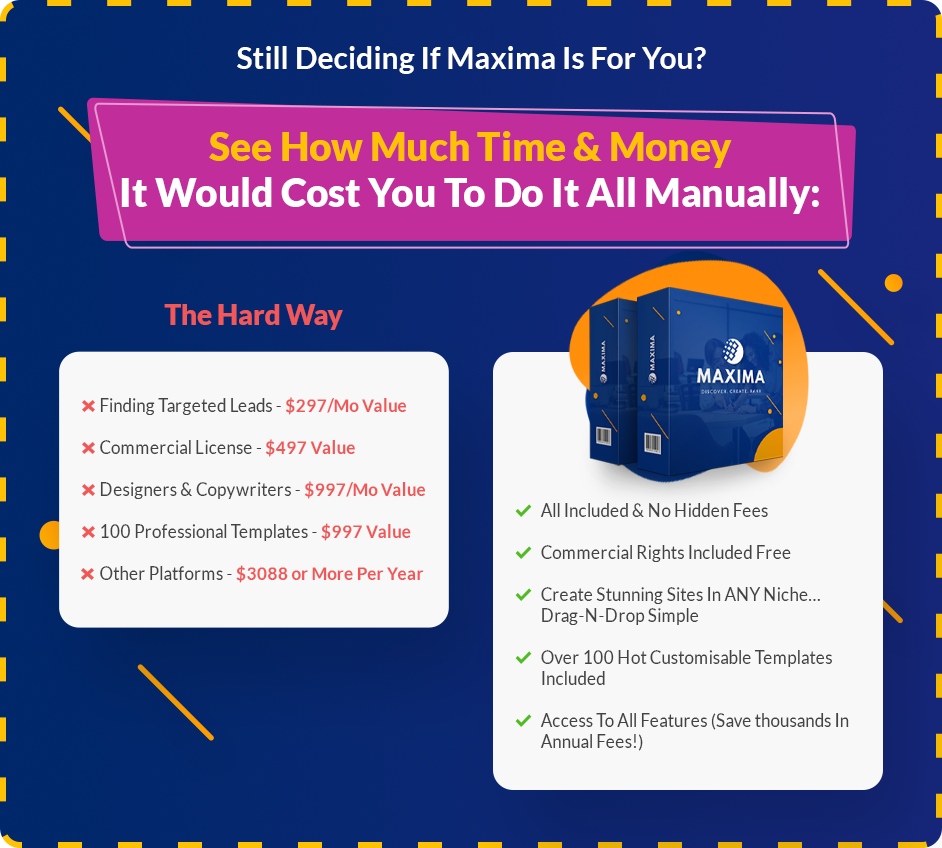 Still Deciding If Maxima Is For You?
See How Much Time & Money
It Would Cost You To Do It All Manually:
The Hard Way
Finding Targeted Leads - $297/Mo Value
Commercial License - $497 Value
Designers & Copywriters - $997/Mo Value
100 Professional Templates - $997 Value
Other Platforms - $3088 or More Per Year
MAXIMA
MAXIMA
MAXIMA
DISCOVER. CREATE. EARN.
All Included & No Hidden Fees
Commercial Rights Included Free
Create Stunning Sites In ANY Niche...
Drag-N-Drop Simple
Over 100 Hot Customisable Templates
Included
Access To All Features (Save thousands In
Annual Fees!)